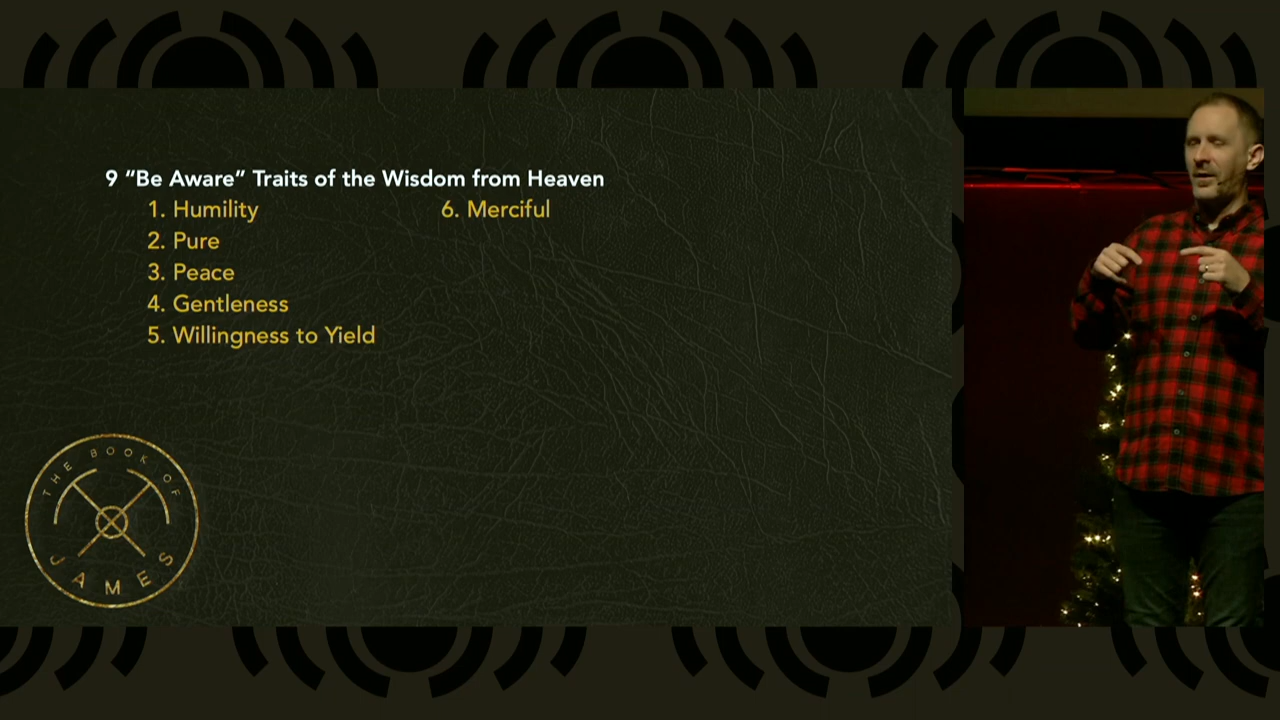 9 “Be Aware” Traits of the Wisdom from Heaven
1. Humility
2. Pure
3. Peace
4. Gentleness
5. Willingness to Yield
6. Merciful
THE BOOK OF
JAMES